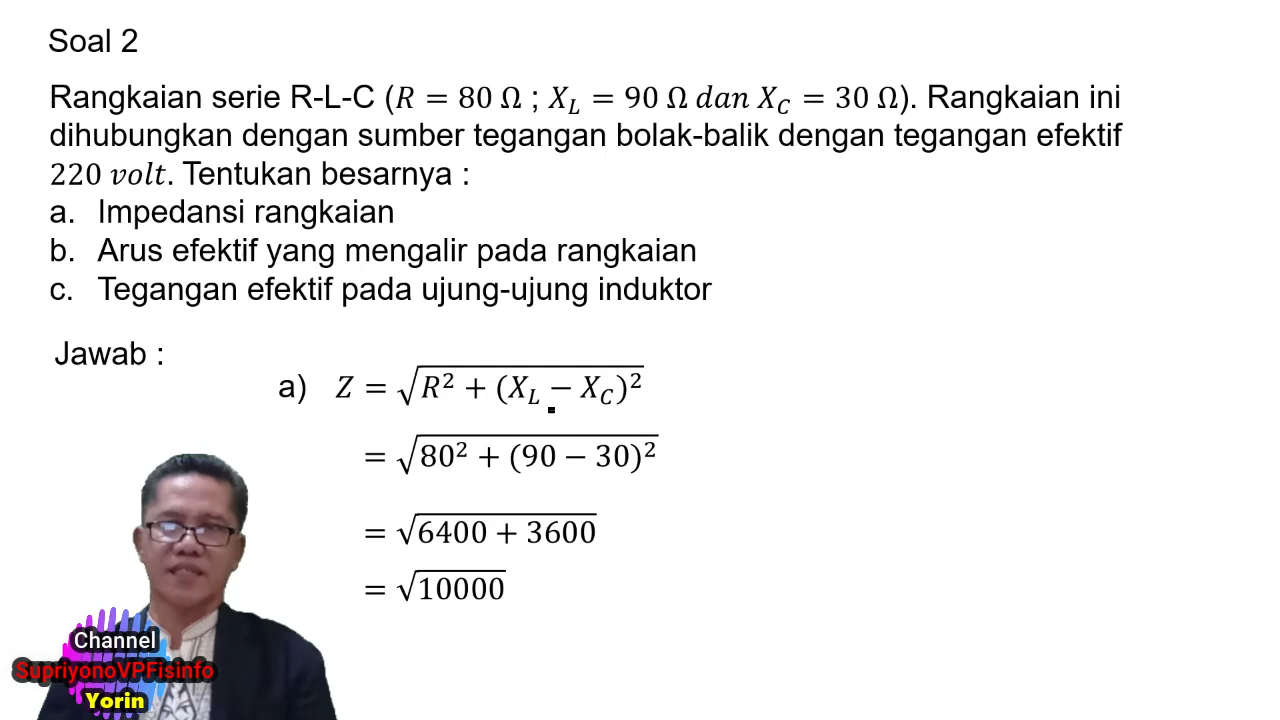 Soal 2
Rangkaian serie R-L-C (R = 80 Ω ; X_L = 90 Ω dan X_C = 30 Ω). Rangkaian ini
dihubungkan dengan sumber tegangan bolak-balik dengan tegangan efektif
220 volt. Tentukan besarnya :
a. Impedansi rangkaian
b. Arus efektif yang mengalir pada rangkaian
c. Tegangan efektif pada ujung-ujung induktor
Jawab :
a) Z = √(R² + (X_L − X_C)²)
= √(80² + (90 − 30)²)
= √(6400 + 3600)
= √10000
Channel
SupriyonoVPFisinfo
Yorin